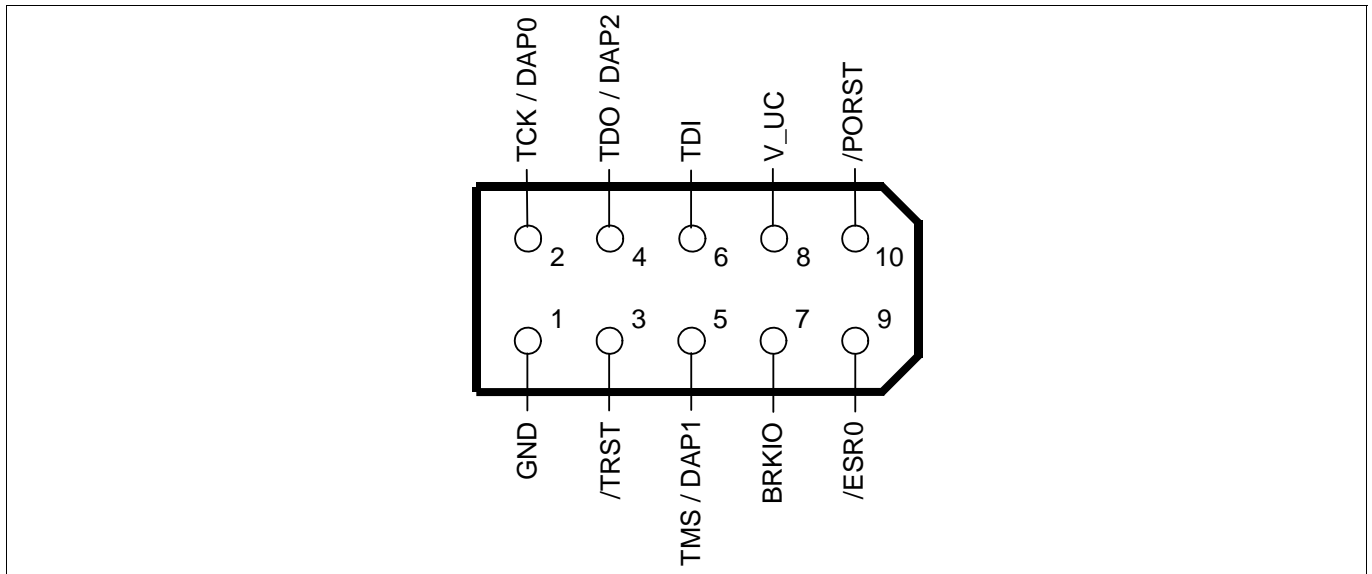 TCK / DAP0
TDO / DAP2
TDI
V_UC
/PORST
2
4
6
8
10
1
3
5
7
9
GND
/TRST
TMS / DAP1
BRKIO
/ESR0